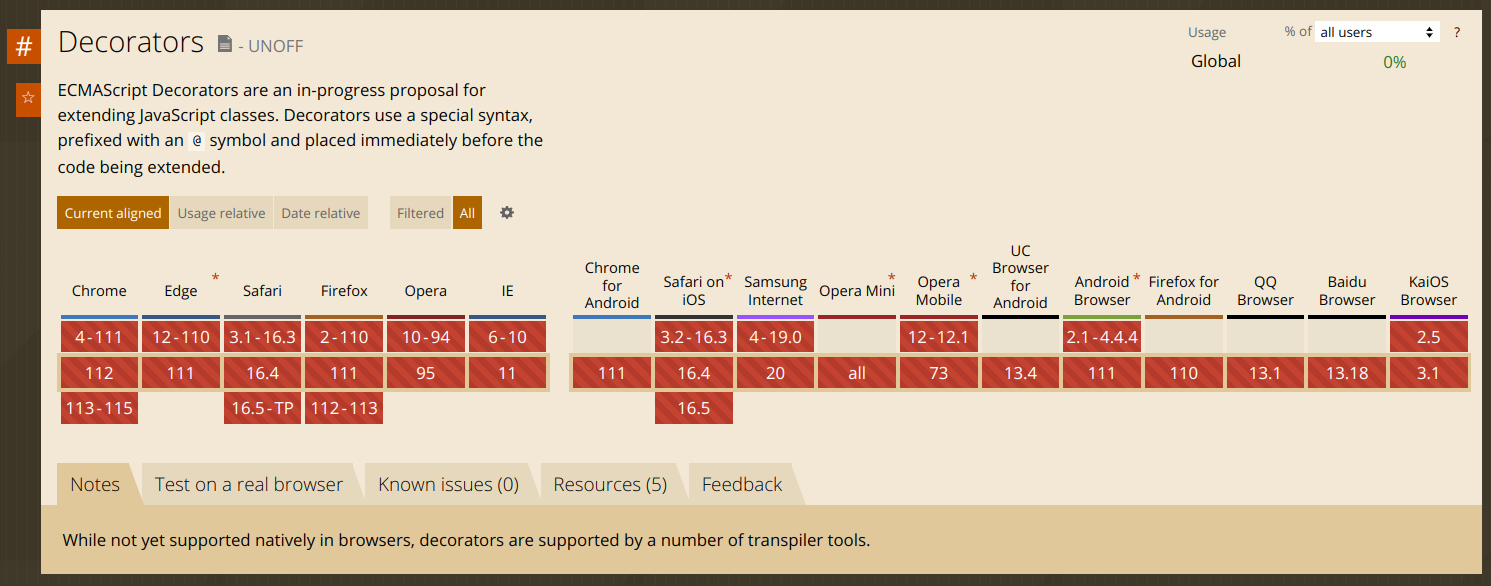 #
☆
Decorators - UNOFF
Usage % of all users ?
Global 0%
ECMAScript Decorators are an in-progress proposal for
extending JavaScript classes. Decorators use a special syntax,
prefixed with an @ symbol and placed immediately before the
code being extended.
Current aligned Usage relative Date relative Filtered All
Chrome Edge * Safari Firefox Opera IE
Chrome for Android Safari on iOS * Samsung Internet Opera Mini * Opera Mobile * UC Browser for Android Android Browser * Firefox for Android QQ Browser Baidu Browser KaiOS Browser
4-111 12-110 3.1-16.3 2-110 10-94 6-10 3.2-16.3 4-19.0 12-12.1 2.1-4.4.4 2.5
112 111 16.4 111 95 11 111 16.4 20 all 73 13.4 111 110 13.1 13.18 3.1
113-115 16.5-TP 112-113 16.5
Notes Test on a real browser Known issues (0) Resources (5) Feedback
While not yet supported natively in browsers, decorators are supported by a number of transpiler tools.